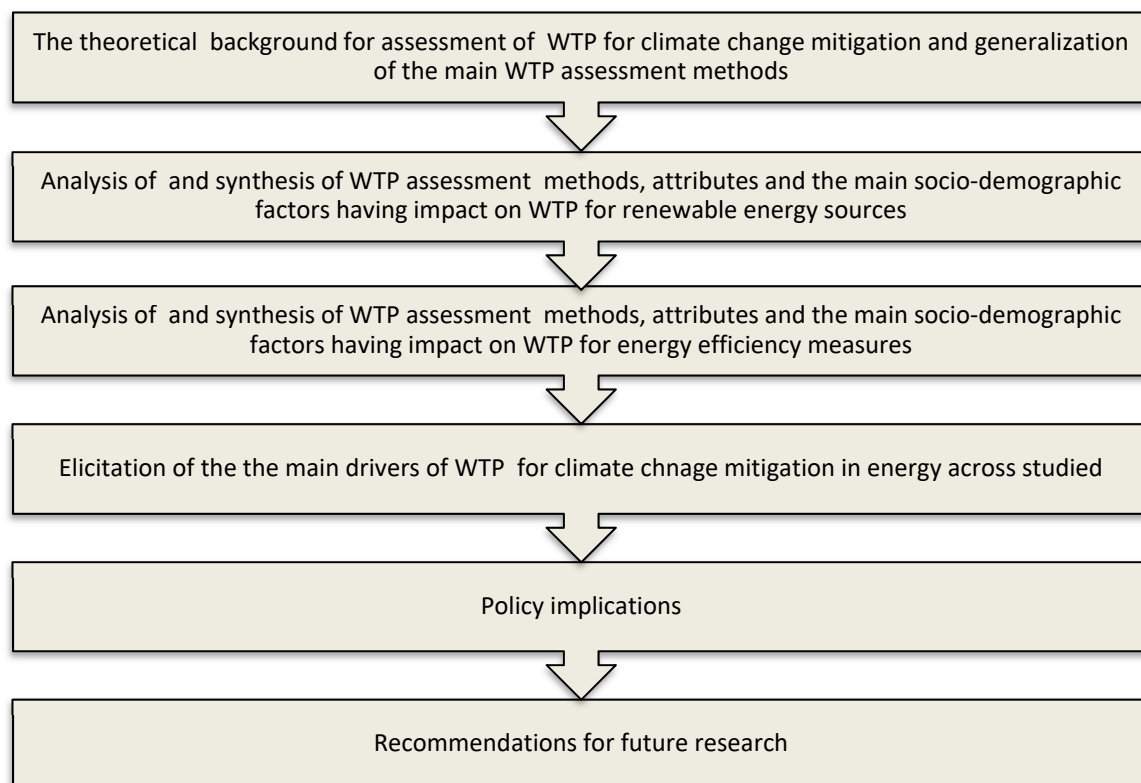 The theoretical background for assessment of WTP for climate change mitigation and generalization
of the main WTP assessment methods
Analysis of and synthesis of WTP assessment methods, attributes and the main socio-demographic
factors having impact on WTP for renewable energy sources
Analysis of and synthesis of WTP assessment methods, attributes and the main socio-demographic
factors having impact on WTP for energy efficiency measures
Elicitation of the the main drivers of WTP for climate chnage mitigation in energy across studied
Policy implications
Recommendations for future research